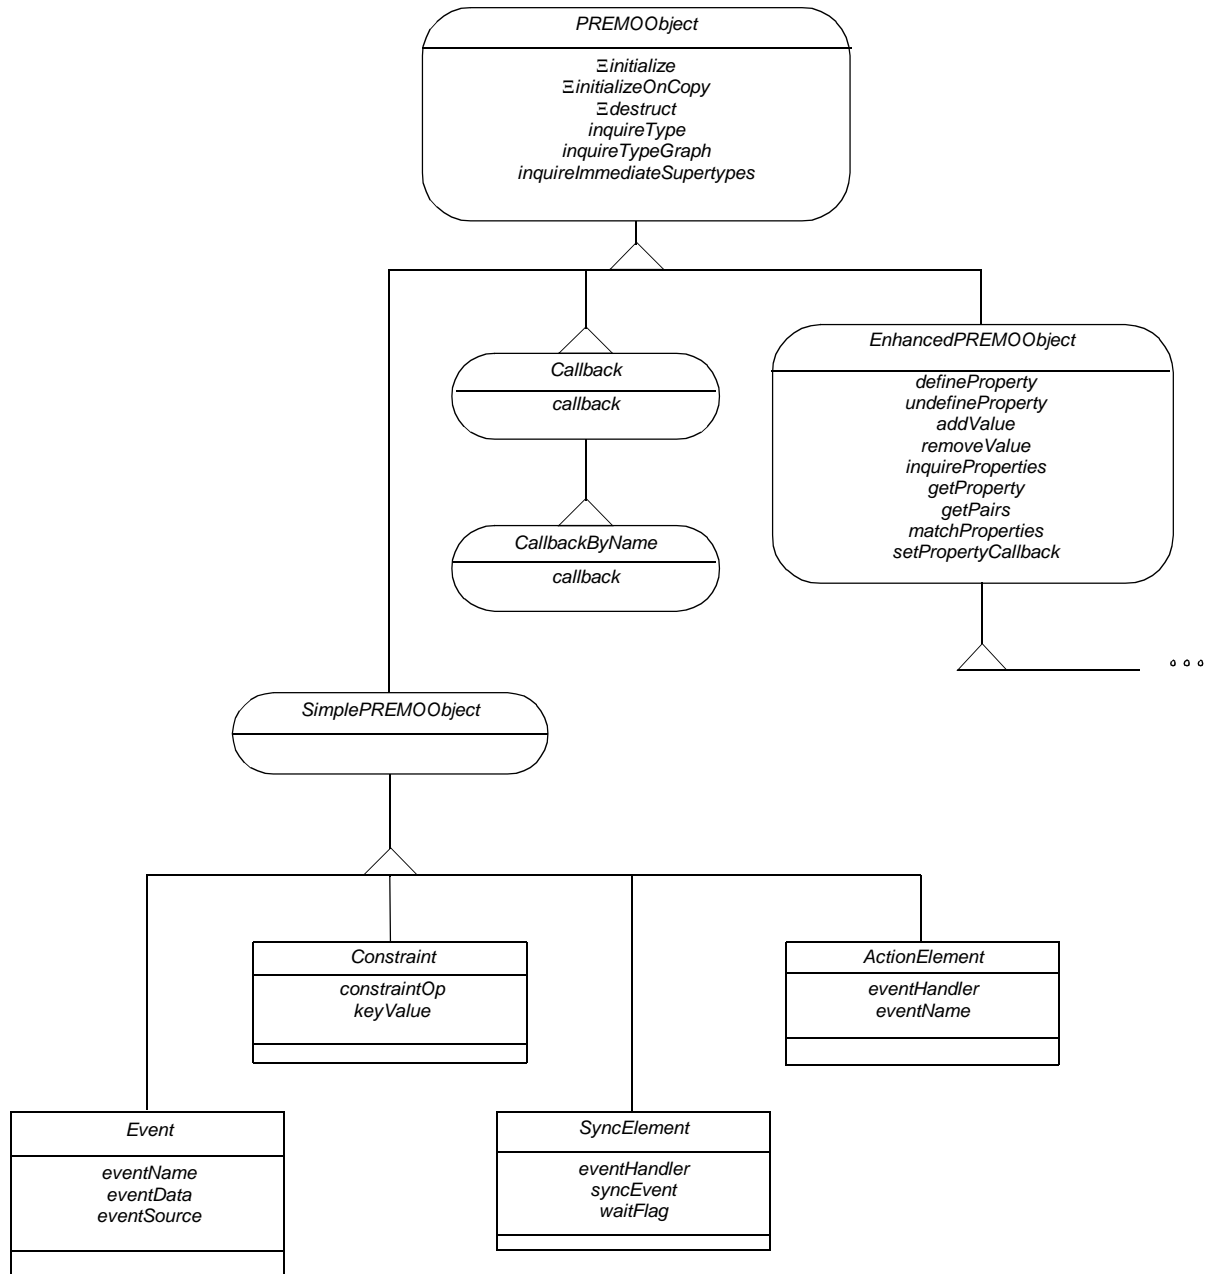 PREMOObject
Ξinitialize
ΞinitializeOnCopy
Ξdestruct
inquireType
inquireTypeGraph
inquireImmediateSupertypes
Callback
callback
CallbackByName
callback
EnhancedPREMOObject
defineProperty
undefineProperty
addValue
removeValue
inquireProperties
getProperty
getPairs
matchProperties
setPropertyCallback
SimplePREMOObject
Constraint
constraintOp
keyValue
ActionElement
eventHandler
eventName
Event
eventName
eventData
eventSource
SyncElement
eventHandler
syncEvent
waitFlag